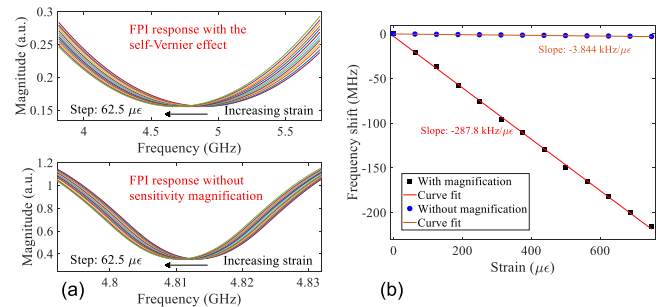 0.3
0.25
0.2
0.15
Magnitude (a.u.)
FPI response with the
self-Vernier effect
Step: 62.5 με
Increasing strain
4
4.5
5
5.5
Frequency (GHz)
1.2
1
0.8
0.6
0.4
Magnitude (a.u.)
FPI response without
sensitivity magnification
Step: 62.5 με
Increasing strain
4.8
4.81
4.82
4.83
Frequency (GHz)
(a)
0
-50
-100
-150
-200
Frequency shift (MHz)
Slope: -3.844 kHz/με
Slope: -287.8 kHz/με
With magnification
Curve fit
Without magnification
Curve fit
0
200
400
600
Strain (με)
(b)